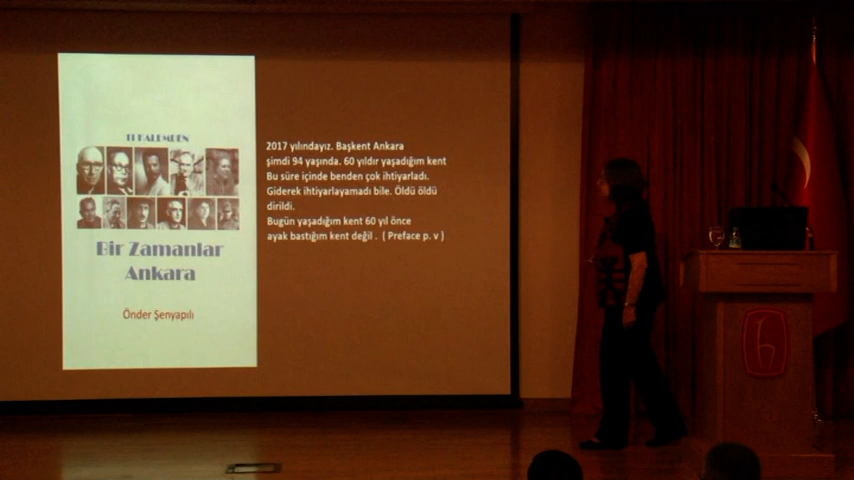 11 KALEMDEN
Bir Zamanlar
Ankara
Önder Şenyapılı
2017 yılındayız. Başkent Ankara
şimdi 94 yaşında. 60 yıldır yaşadığım kent
Bu süre içinde benden çok ihtiyarladı.
Giderek ihtiyarlayamadı bile. Öldü öldü
dirildi.
Bugün yaşadığım kent 60 yıl önce
ayak bastığım kent değil . ( Preface p. v )